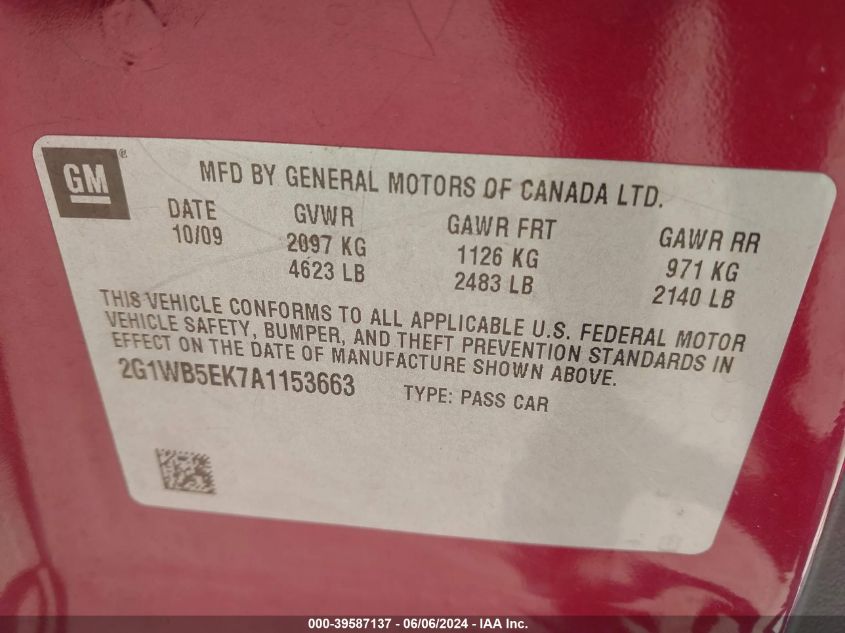 GM®
MFD BY GENERAL MOTORS OF CANADA LTD.
DATE GVWR GAWR FRT GAWR RR
10/09 2097 KG 1126 KG 971 KG
4623 LB 2483 LB 2140 LB
THIS VEHICLE CONFORMS TO ALL APPLICABLE U.S. FEDERAL MOTOR
VEHICLE SAFETY, BUMPER, AND THEFT PREVENTION STANDARDS IN
EFFECT ON THE DATE OF MANUFACTURE SHOWN ABOVE.
2G1WB5EK7A1153663 TYPE: PASS CAR
000-39587137 - 06/06/2024 - IAA Inc.